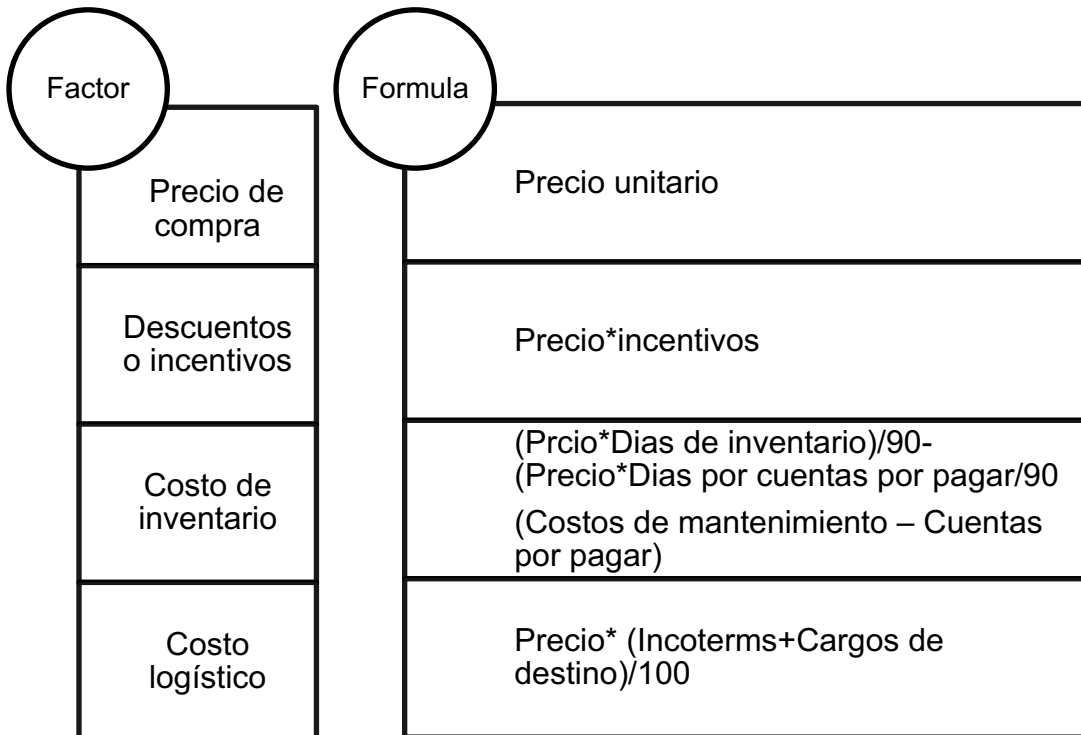 Factor
Formula
Precio de
compra
Precio unitario
Descuentos
o incentivos
Precio*incentivos
Costo de
inventario
(Prcio*Dias de inventario)/90-
(Precio*Dias por cuentas por pagar/90
(Costos de mantenimiento – Cuentas
por pagar)
Costo
logístico
Precio* (Incoterms+Cargos de
destino)/100